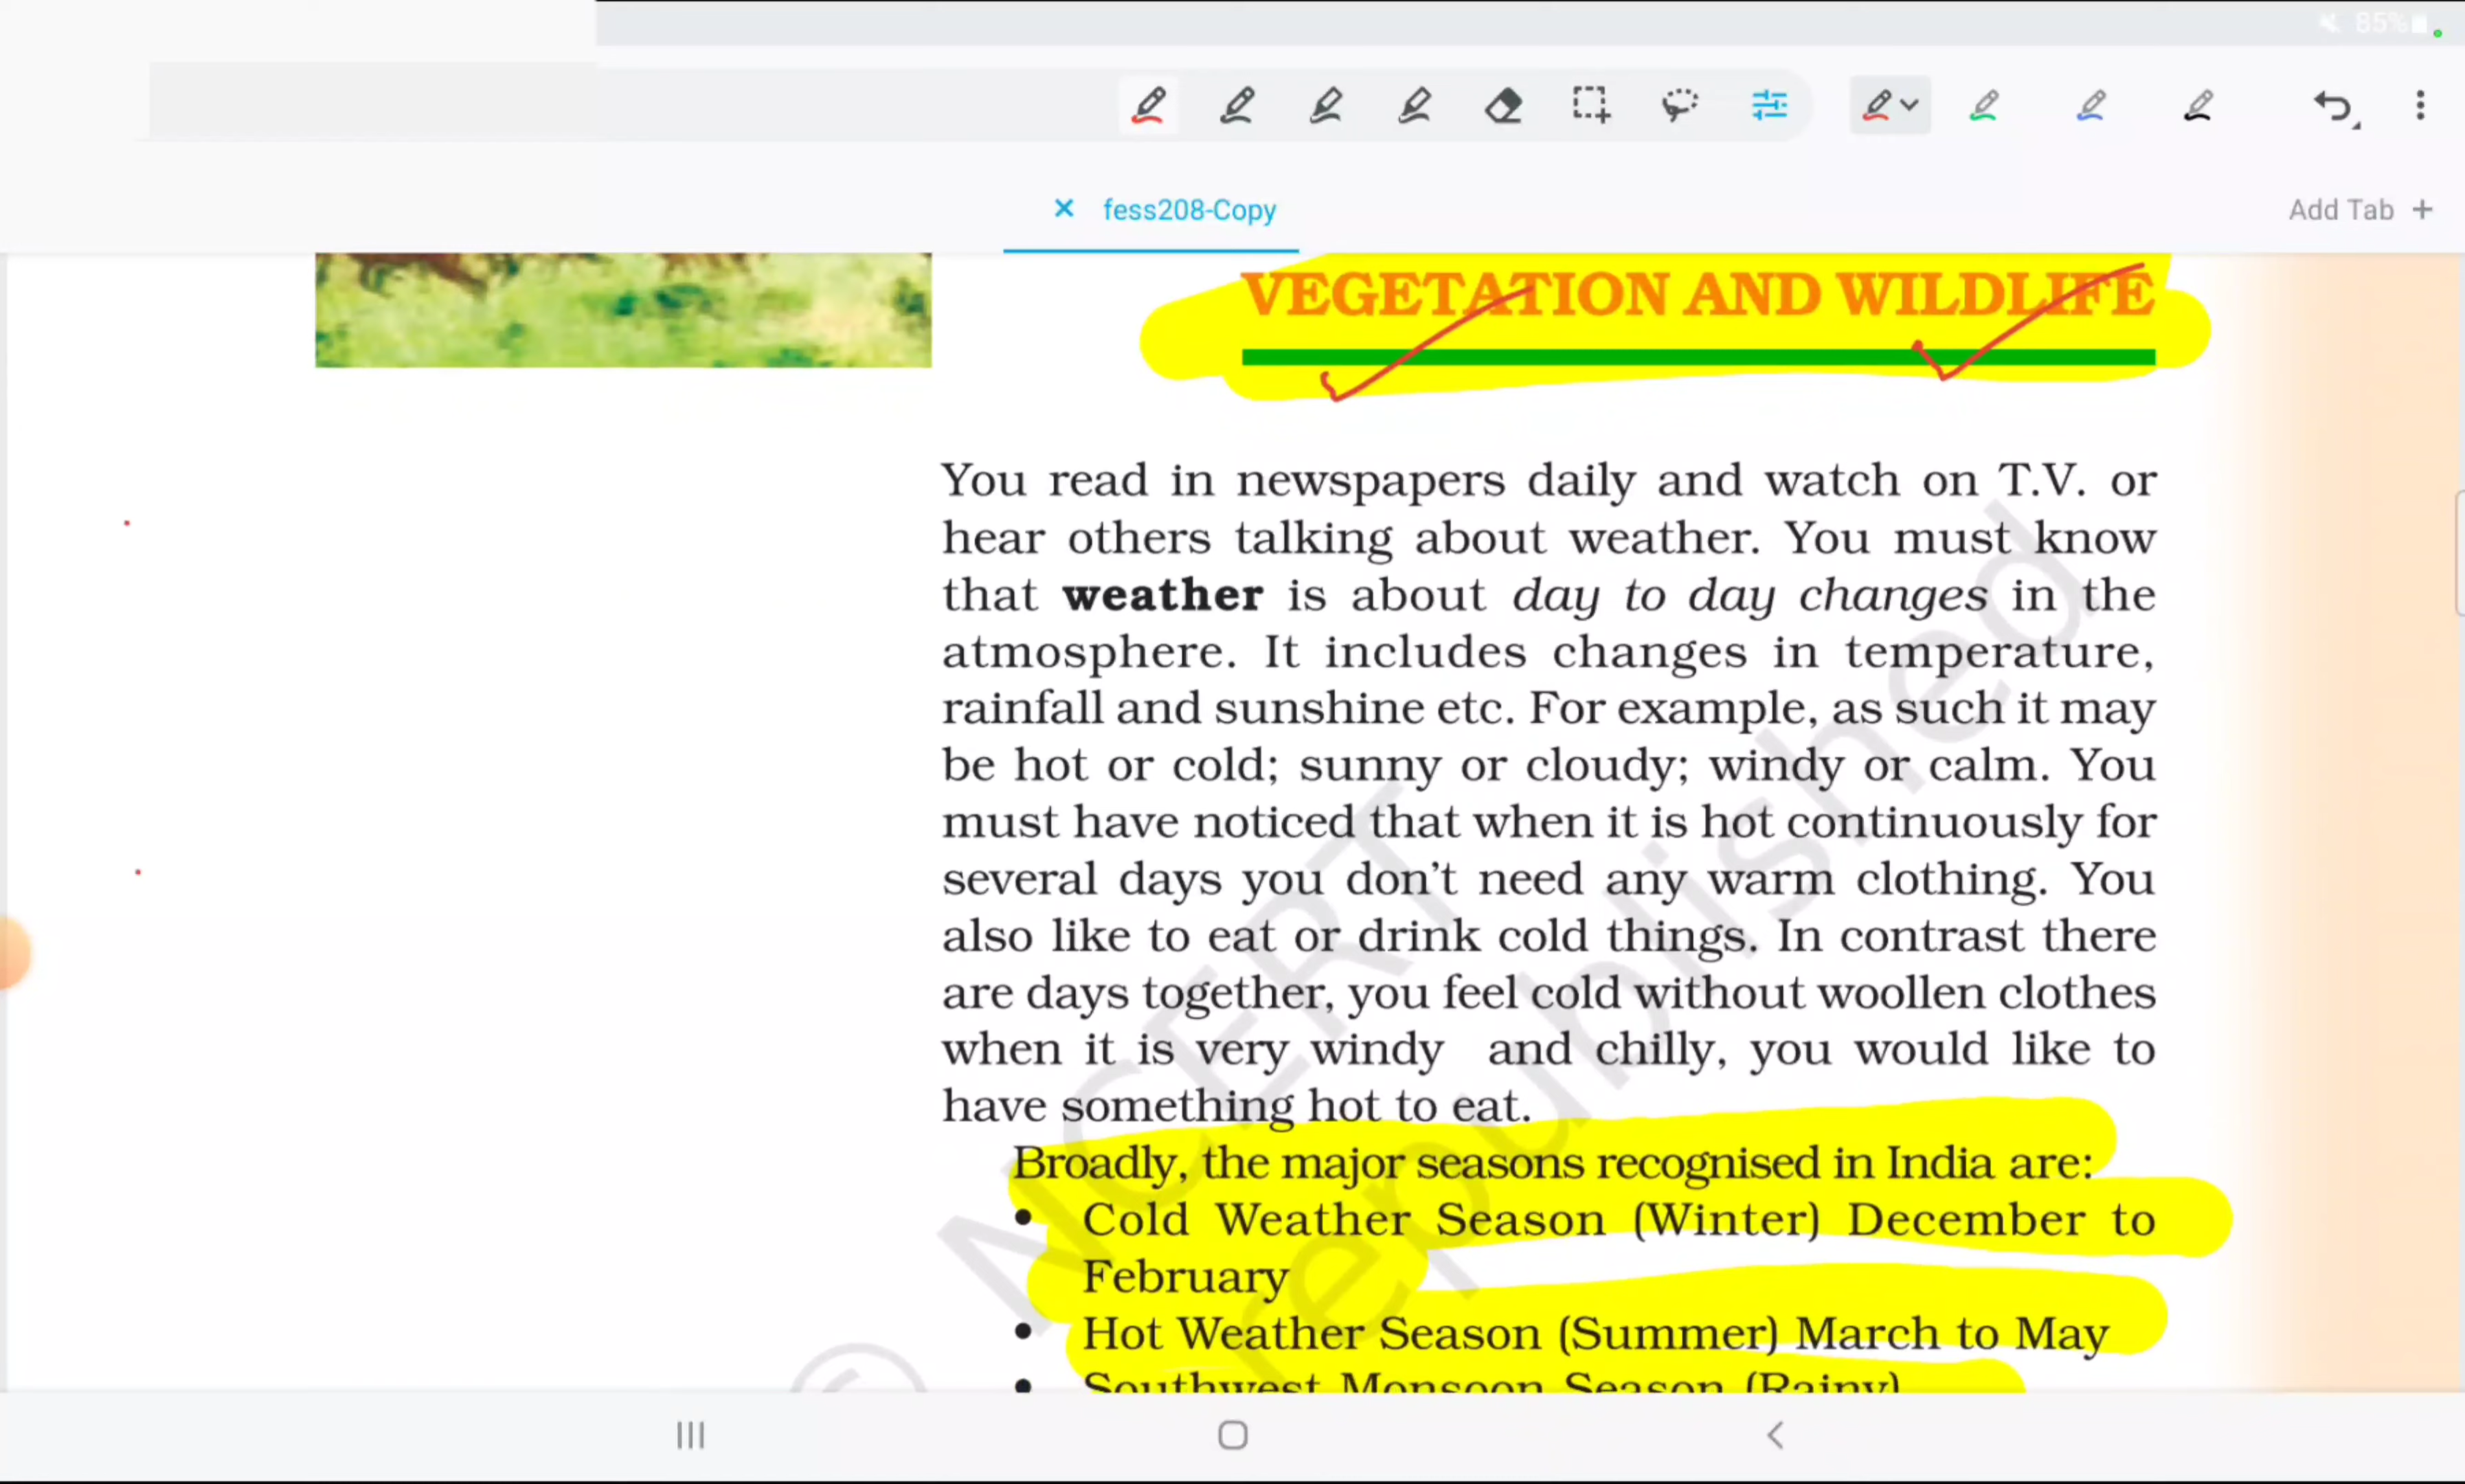 85%
× fess208-Copy
Add Tab +
VEGETATION AND WILDLIFE
You read in newspapers daily and watch on T.V. or
hear others talking about weather. You must know
that weather is about day to day changes in the
atmosphere. It includes changes in temperature,
rainfall and sunshine etc. For example, as such it may
be hot or cold; sunny or cloudy; windy or calm. You
must have noticed that when it is hot continuously for
several days you don't need any warm clothing. You
also like to eat or drink cold things. In contrast there
are days together, you feel cold without woollen clothes
when it is very windy and chilly, you would like to
have something hot to eat.
Broadly, the major seasons recognised in India are:
• Cold Weather Season (Winter) December to
February
• Hot Weather Season (Summer) March to May
• Southwest Monsoon Season (Rainy)
NCERT
republished